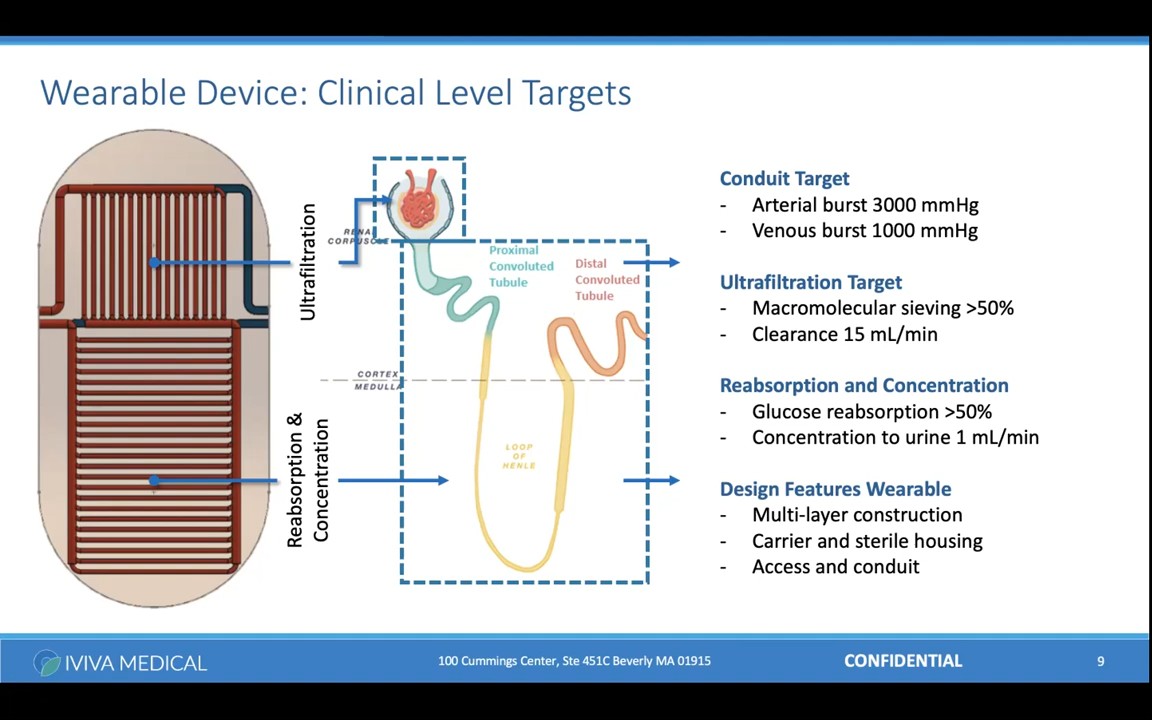 Wearable Device: Clinical Level Targets
Ultrafiltration
Reabsorption &
Concentration
RENAL
CORPUSCLE
Proximal
Convoluted
Tubule
Distal
Convoluted
Tubule
CORTEX
MEDULLA
LOOP
OF
HENLE
Conduit Target
- Arterial burst 3000 mmHg
- Venous burst 1000 mmHg
Ultrafiltration Target
- Macromolecular sieving >50%
- Clearance 15 mL/min
Reabsorption and Concentration
- Glucose reabsorption >50%
- Concentration to urine 1 mL/min
Design Features Wearable
- Multi-layer construction
- Carrier and sterile housing
- Access and conduit
IVIVA MEDICAL
100 Cummings Center, Ste 451C Beverly MA 01915
CONFIDENTIAL
9